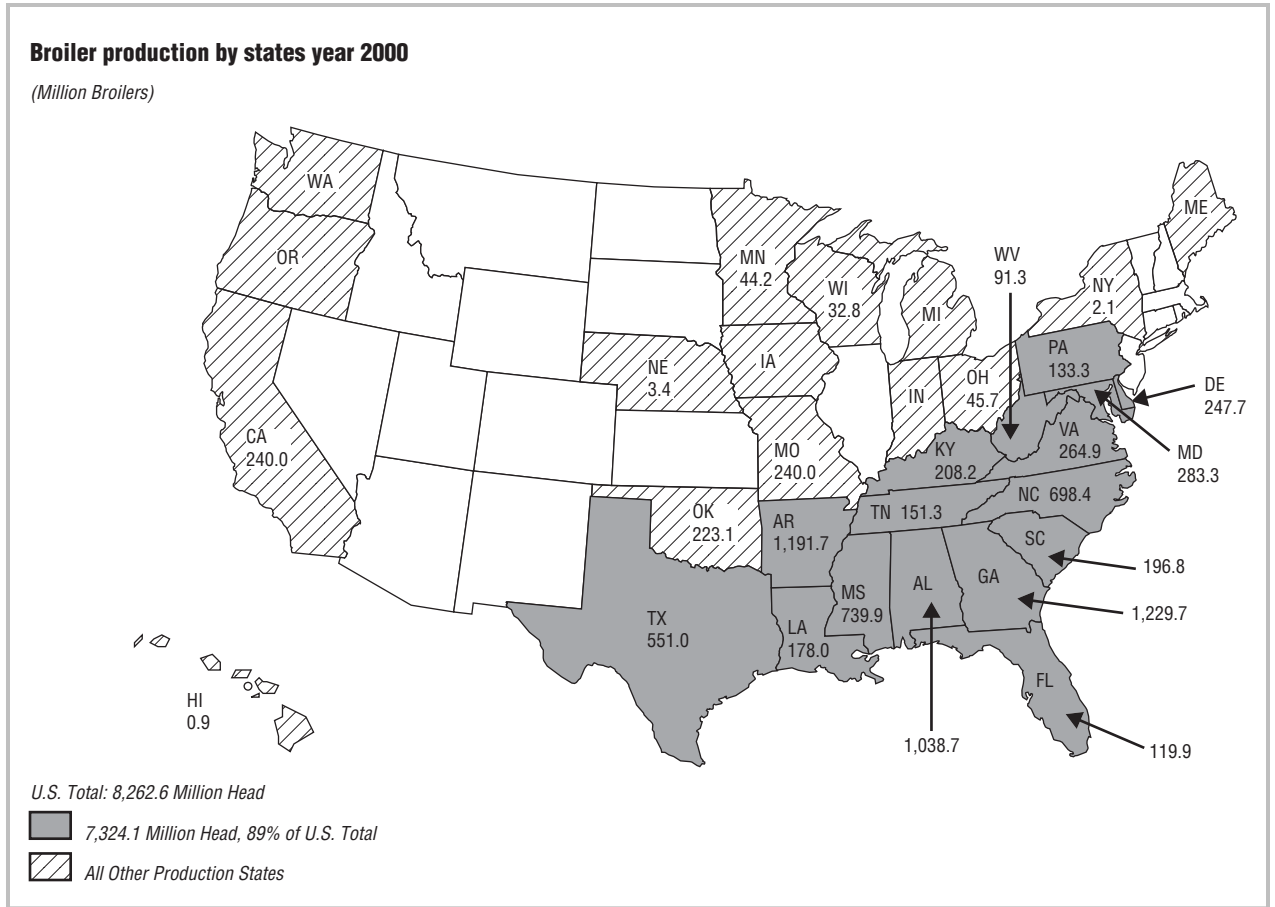 Broiler production by states year 2000
(Million Broilers)
WA
OR
CA
240.0
MN
44.2
WI
32.8
MI
NE
3.4
IA
IN
OH
45.7
MO
240.0
OK
223.1
NY
2.1
ME
WV
91.3
PA
133.3
DE
247.7
MD
283.3
VA
264.9
KY
208.2
NC 698.4
TN 151.3
AR
1,191.7
SC
196.8
GA
1,229.7
AL
1,038.7
MS
739.9
LA
178.0
TX
551.0
FL
119.9
HI
0.9
U.S. Total: 8,262.6 Million Head
7,324.1 Million Head, 89% of U.S. Total
All Other Production States